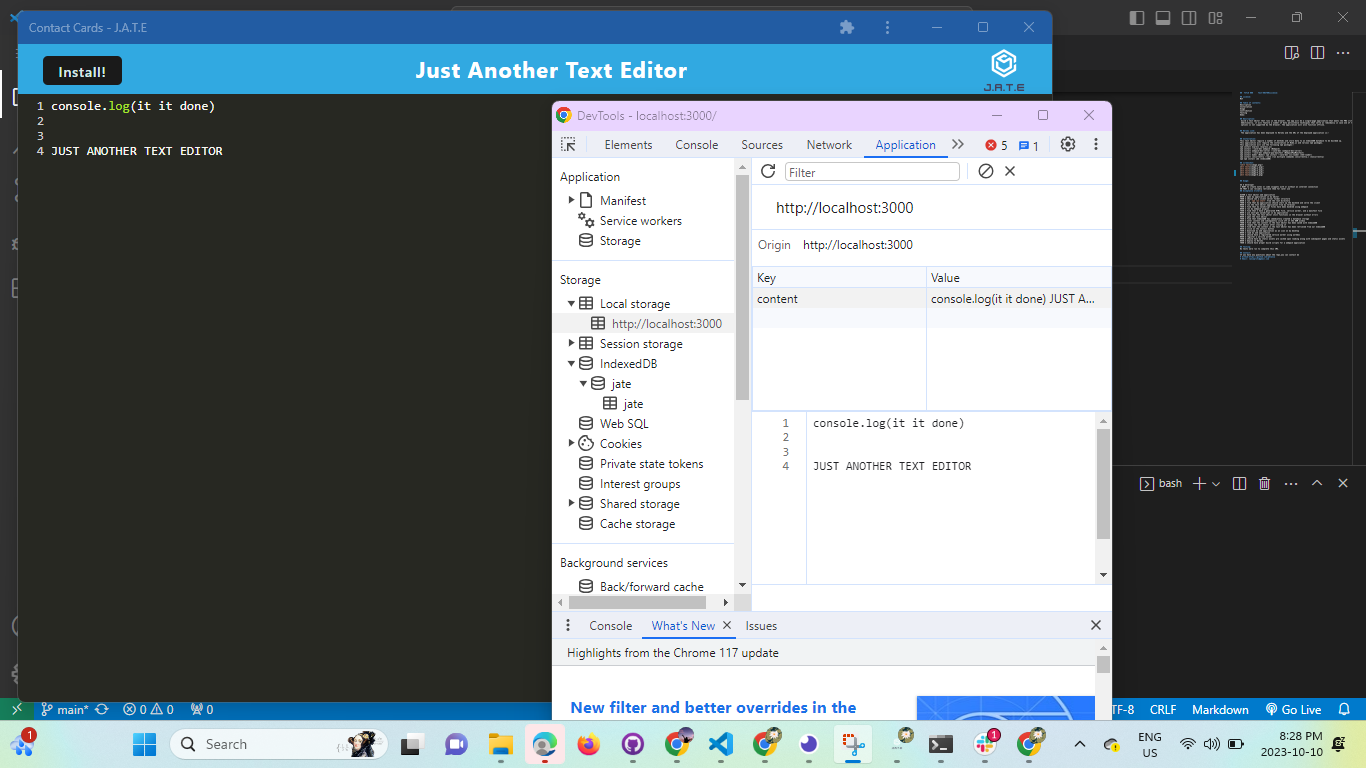 Contact Cards - J.A.T.E
Install!
Just Another Text Editor
J.A.T.E
1 console.log(it it done)
2
3
4 JUST ANOTHER TEXT EDITOR
DevTools - localhost:3000/
Elements
Console
Sources
Network
Application
5
1
Application
Manifest
Service workers
Storage
Storage
Local storage
http://localhost:3000
Session storage
IndexedDB
jate
jate
Web SQL
Cookies
Private state tokens
Interest groups
Shared storage
Cache storage
Background services
Back/forward cache
Filter
http://localhost:3000
Origin http://localhost:3000
Key Value
content console.log(it it done) JUST A...
1 console.log(it it done)
2
3
4 JUST ANOTHER TEXT EDITOR
Console
What's New
Issues
Highlights from the Chrome 117 update
New filter and better overrides in the
bash
main*
0
0
0
TF-8
CRLF
Markdown
Go Live
1
Search
1
ENG
US
8:28 PM
2023-10-10